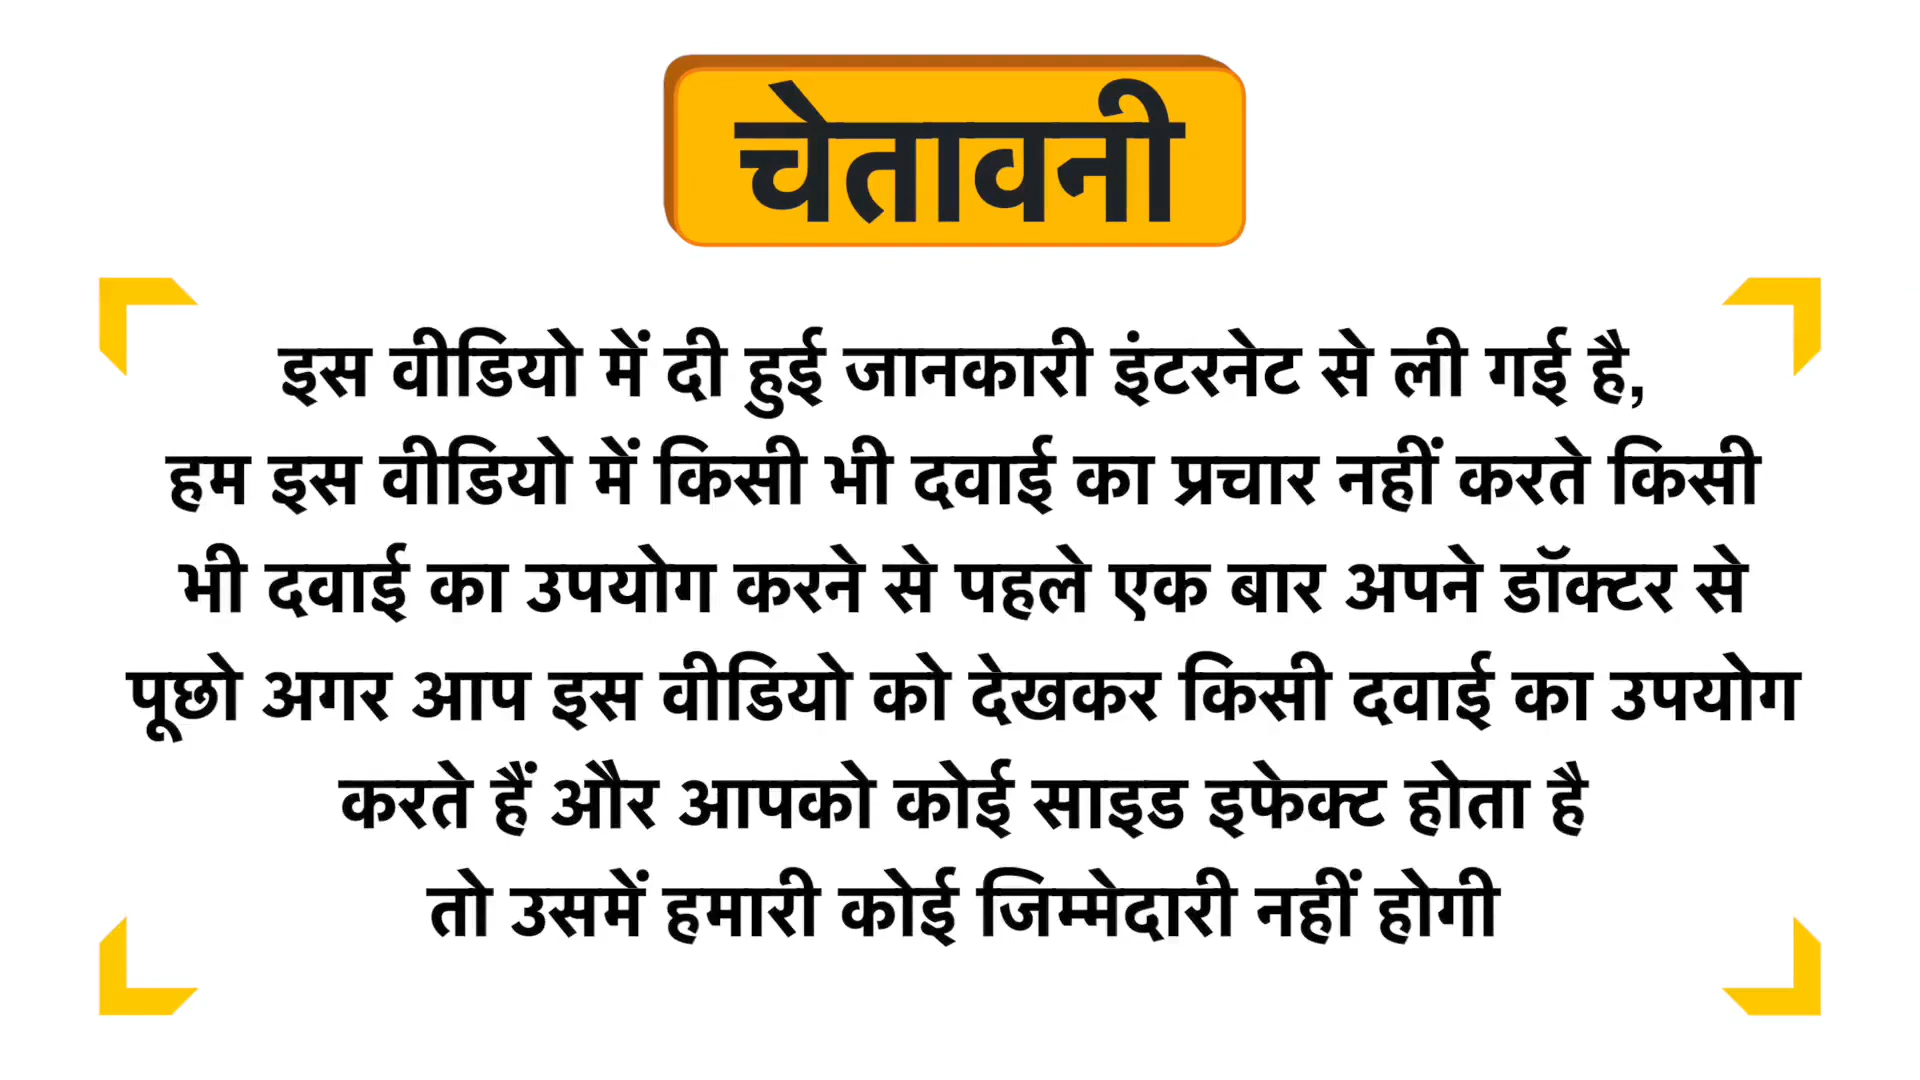 चेतावनी
इस वीडियो में दी हुई जानकारी इंटरनेट से ली गई है,
हम इस वीडियो में किसी भी दवाई का प्रचार नहीं करते किसी
भी दवाई का उपयोग करने से पहले एक बार अपने डॉक्टर से
पूछो अगर आप इस वीडियो को देखकर किसी दवाई का उपयोग
करते हैं और आपको कोई साइड इफेक्ट होता है
तो उसमें हमारी कोई जिम्मेदारी नहीं होगी